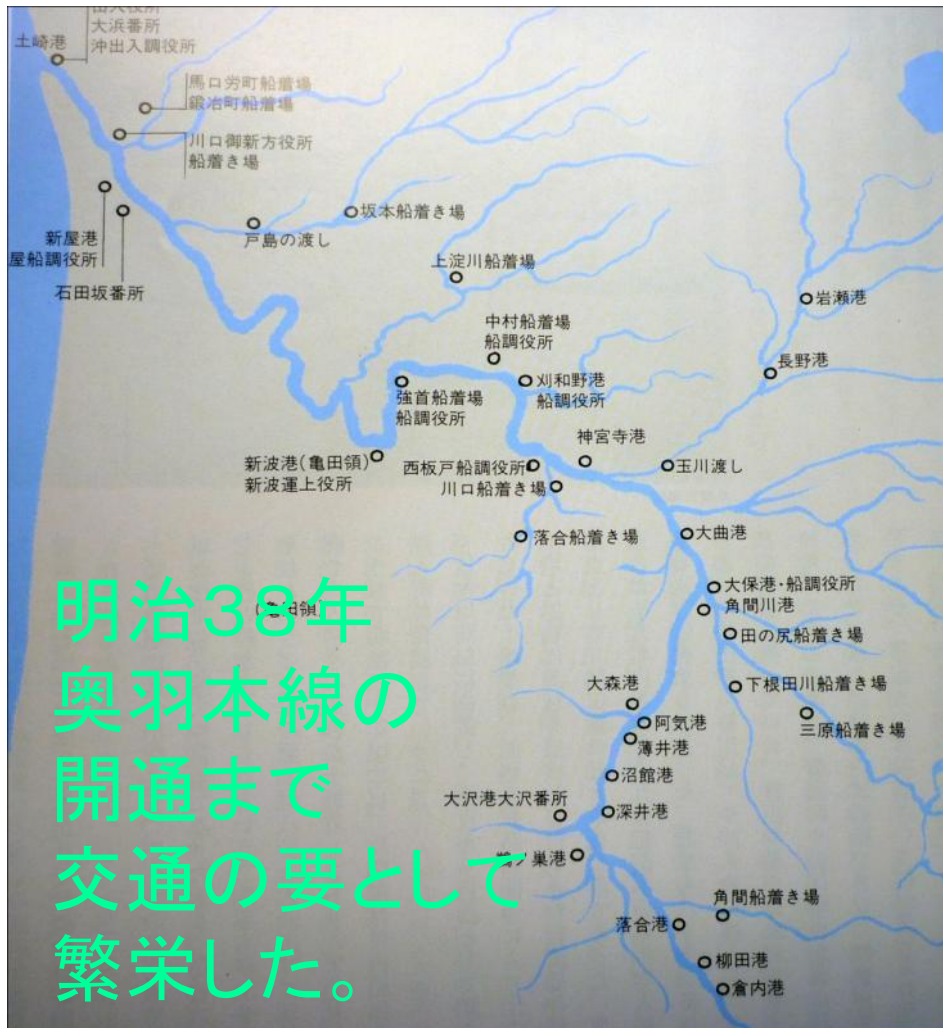 大浜番所
土崎港
沖出入調役所
馬口労町船着場
鍛冶町船着場
川口御新方役所
船着き場
坂本船着き場
戸島の渡し
新屋港
屋船調役所
石田坂番所
上淀川船着場
岩瀬港
中村船着場
船調役所
長野港
刈和野港
船調役所
強首船着場
船調役所
神宮寺港
新波港(亀田領)
新波運上役所
西板戸船調役所
玉川渡し
川口船着き場
落合船着き場
大曲港
大保港・船調役所
角間川港
(亀田領)
田の尻船着き場
大森港
下根田川船着き場
阿気港
三原船着き場
薄井港
沼館港
大沢港大沢番所
深井港
鵜ノ巣港
角間船着き場
落合港
柳田港
倉内港
明治38年
奥羽本線の
開通まで
交通の要として
繁栄した。